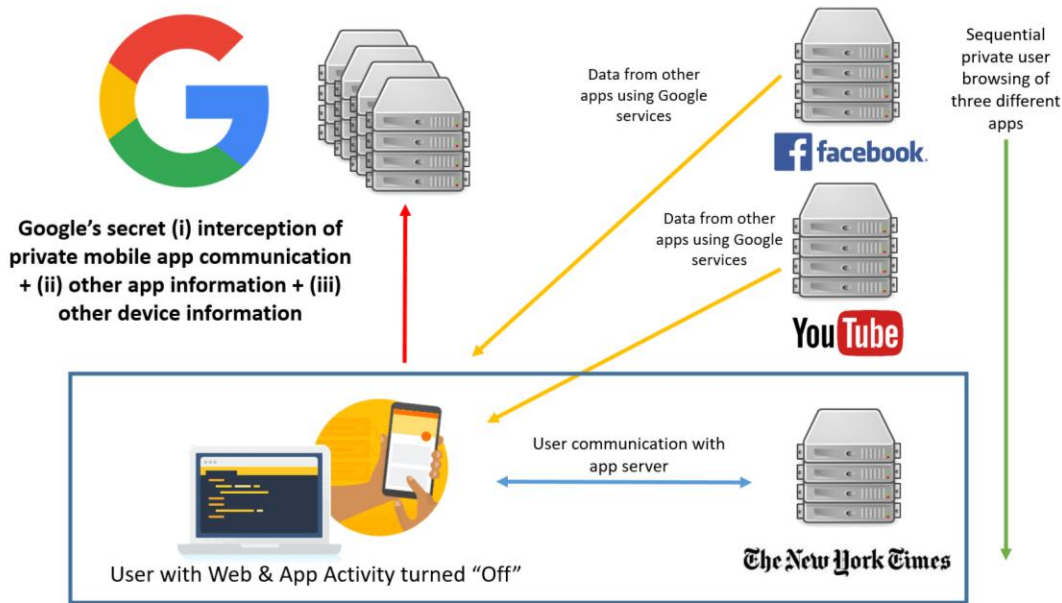 Data from other
apps using Google
services
Sequential
private user
browsing of
three different
apps
facebook.
Google's secret (i) interception of
private mobile app communication
+ (ii) other app information + (iii)
other device information
Data from other
apps using Google
services
YouTube
User communication with
app server
The New York Times
User with Web & App Activity turned “Off”